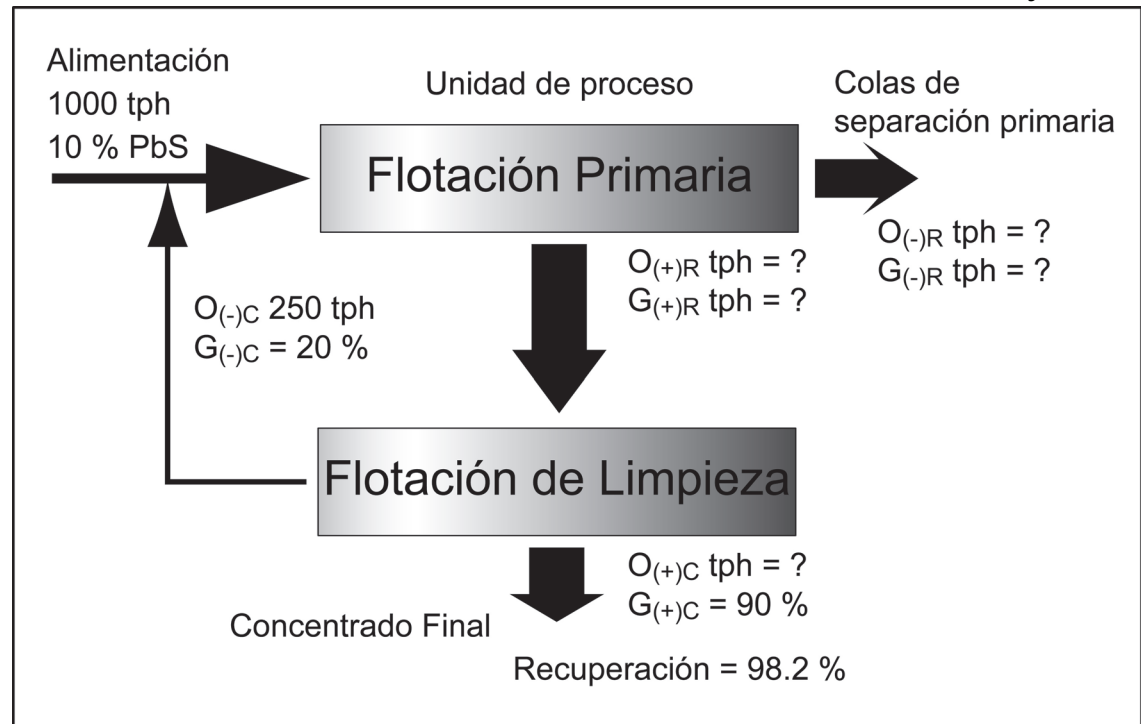 Alimentación
1000 tph
10 % PbS
Unidad de proceso
Colas de
separación primaria
Flotación Primaria
O(-)R tph = ?
G(-)R tph = ?
O(+)R tph = ?
G(+)R tph = ?
O(-)C 250 tph
G(-)C = 20 %
Flotación de Limpieza
O(+)C tph = ?
G(+)C = 90 %
Concentrado Final
Recuperación = 98.2 %